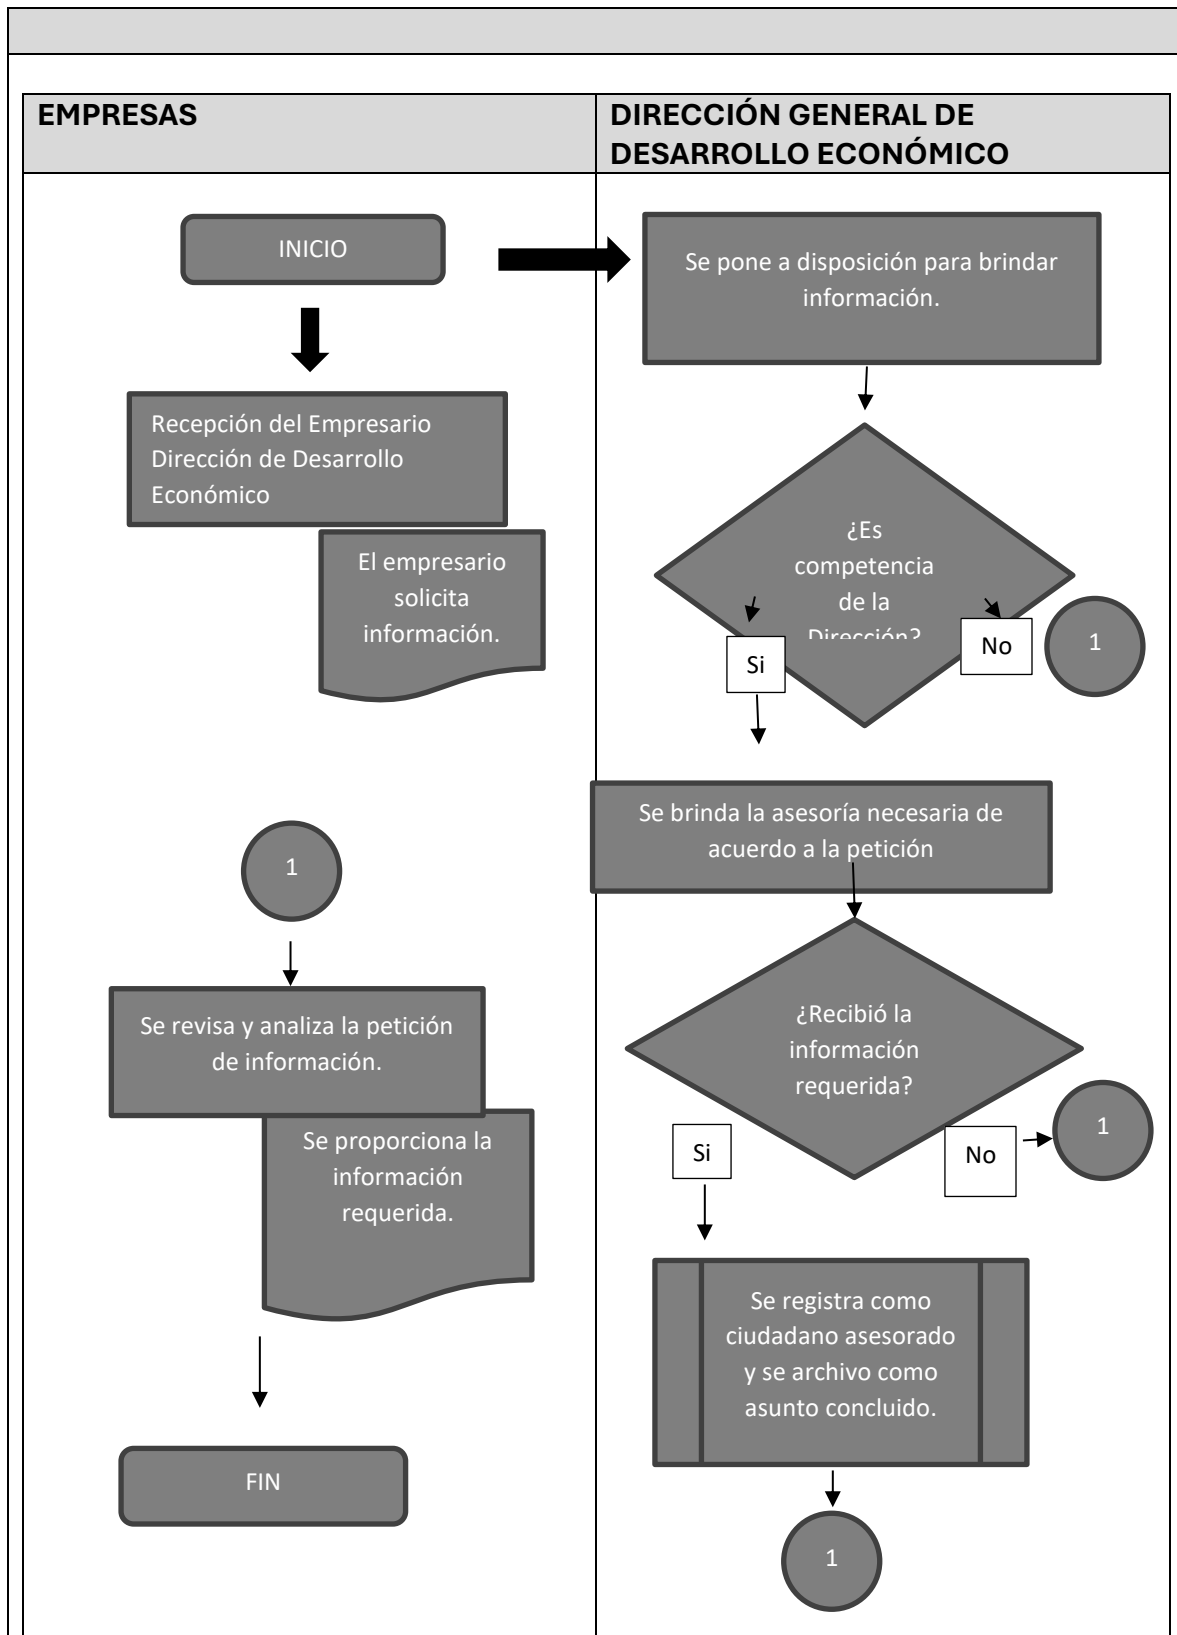 EMPRESAS
DIRECCIÓN GENERAL DE
DESARROLLO ECONÓMICO
INICIO
Recepción del Empresario
Dirección de Desarrollo
Económico
El empresario
solicita
información.
1
Se revisa y analiza la petición
de información.
Se proporciona la
información
requerida.
FIN
Se pone a disposición para brindar
información.
¿Es
competencia
de la
Dirección?
Si
No
1
Se brinda la asesoría necesaria de
acuerdo a la petición
¿Recibió la
información
requerida?
Si
No
1
Se registra como
ciudadano asesorado
y se archivo como
asunto concluido.
1